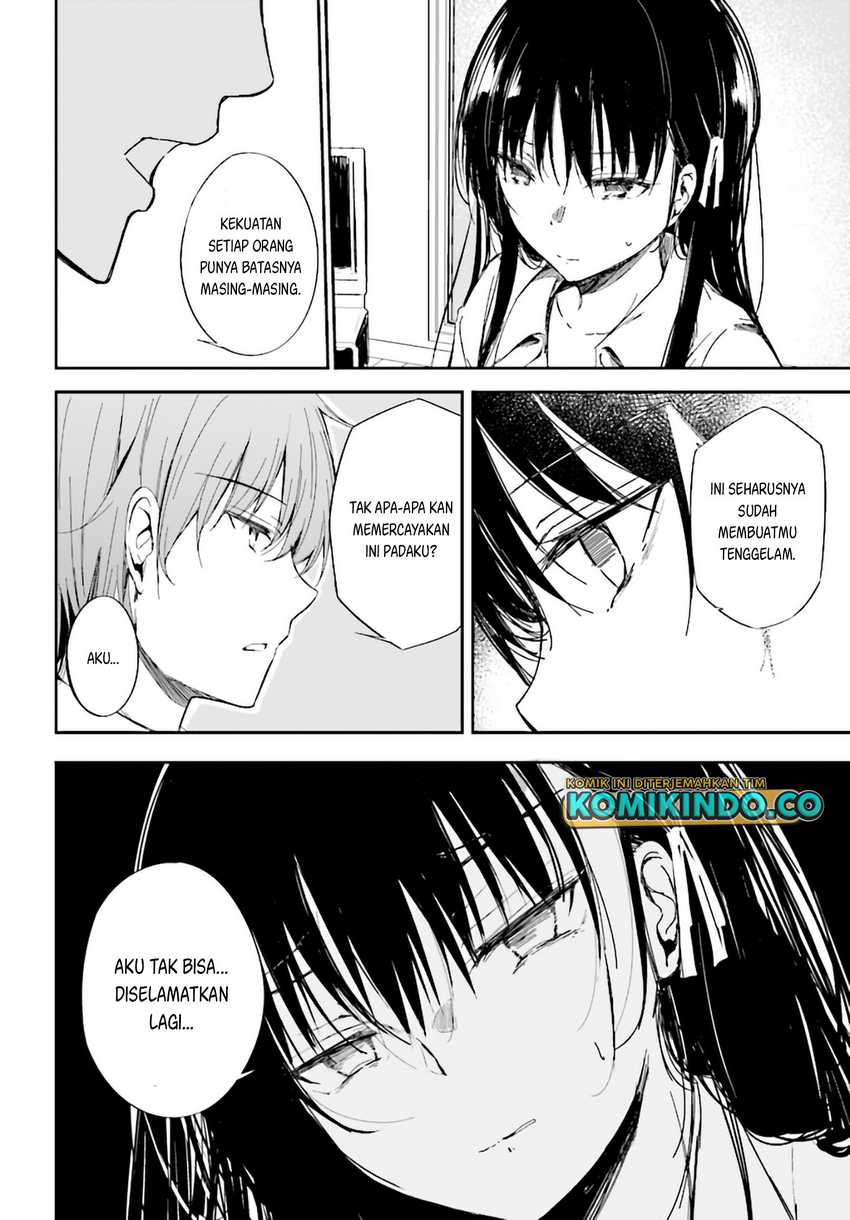 KEKUATAN
SETIAP ORANG
PUNYA BATASNYA
MASING-MASING.
INI SEHARUSNYA
SUDAH
MEMBUATMU
TENGGELAM.
TAK APA-APA KAN
MEMERCAYAKAN
INI PADAKU?
AKU...
KOMIK INI DITERJEMAHKAN TIM
KOMIKINDO.CO
AKU TAK BISA...
DISELAMATKAN
LAGI...